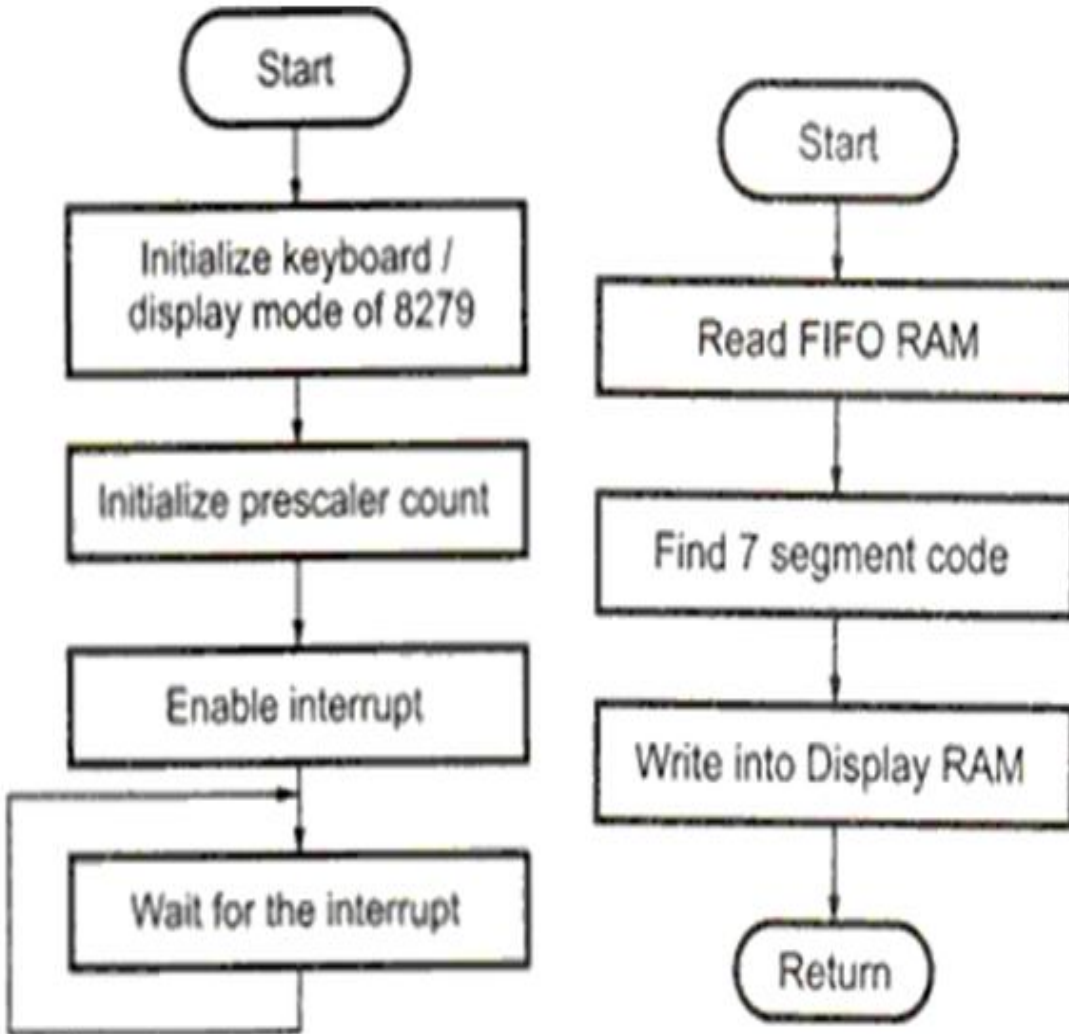 Start
Initialize keyboard /
display mode of 8279
Initialize prescaler count
Enable interrupt
Wait for the interrupt
Start
Read FIFO RAM
Find 7 segment code
Write into Display RAM
Return